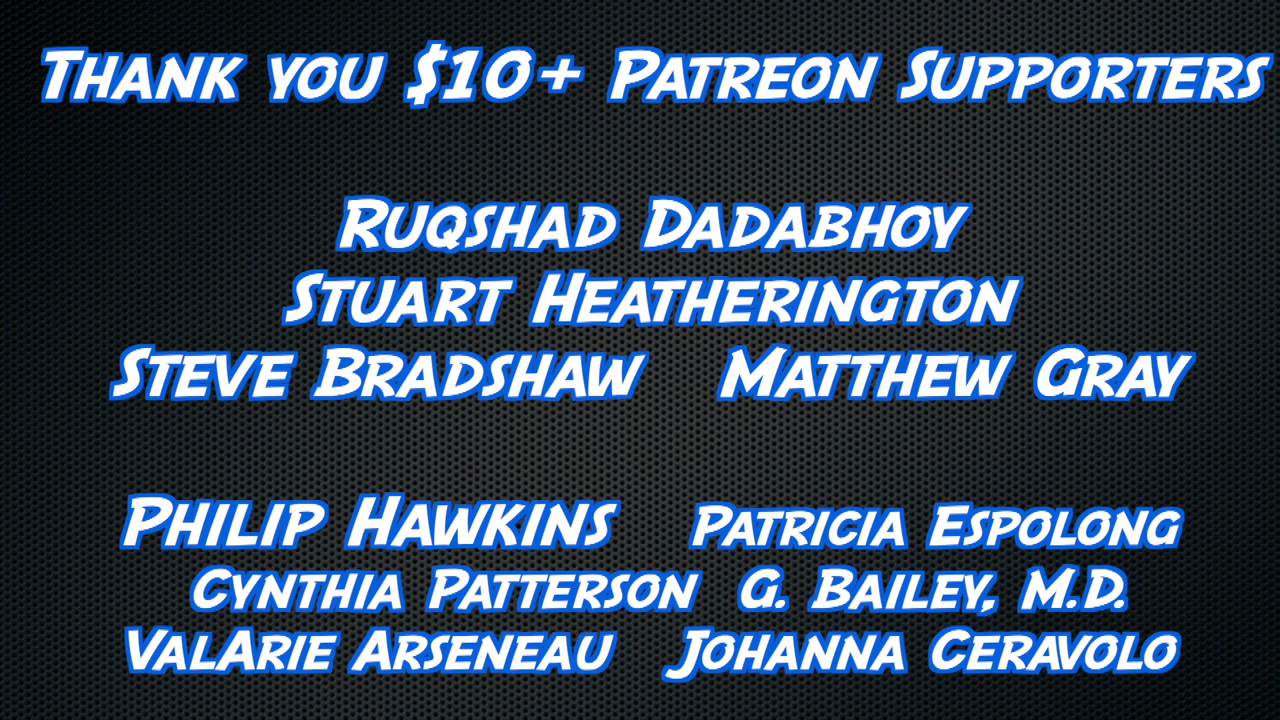 Thank you $10+ Patreon Supporters
Ruqshad Dadabhoy
Stuart Heatherington
Steve Bradshaw Matthew Gray
Philip Hawkins Patricia Espolong
Cynthia Patterson G. Bailey, M.D.
ValArie Arseneau Johanna Ceravolo